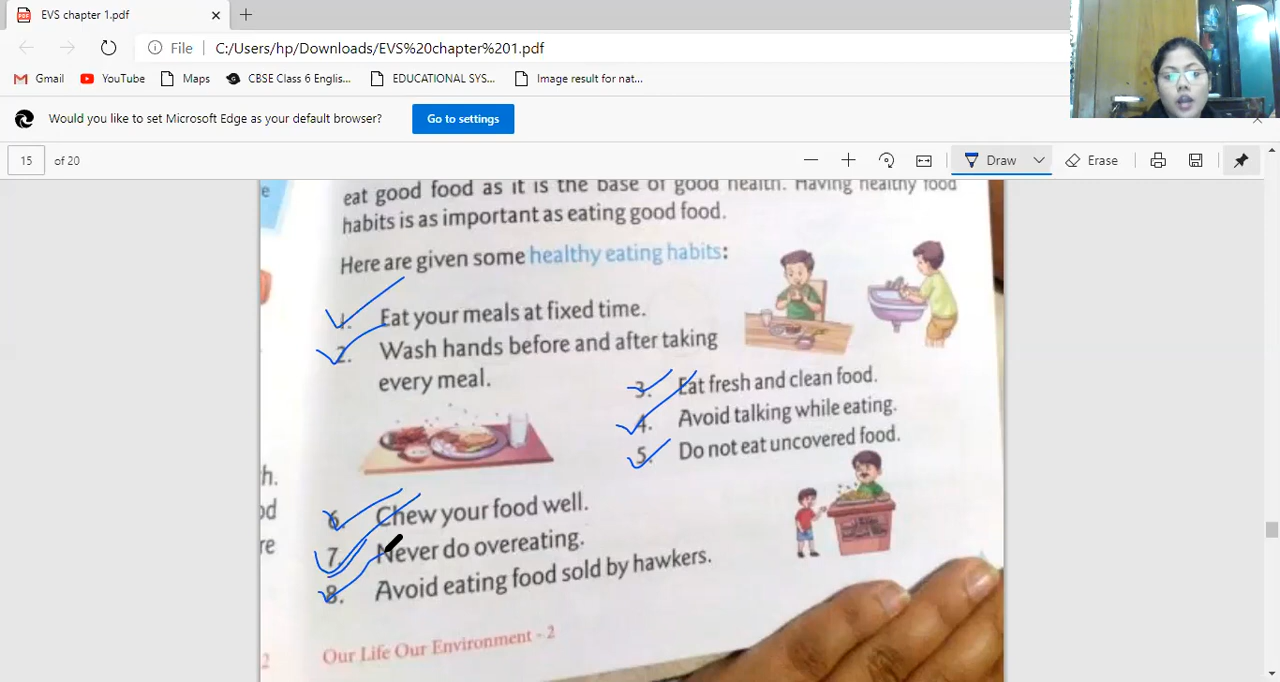 EVS chapter 1.pdf
File C:/Users/hp/Downloads/EVS%20chapter%201.pdf
Gmail YouTube Maps CBSE Class 6 Englis... EDUCATIONAL SYS... Image result for nat...
Would you like to set Microsoft Edge as your default browser? Go to settings
15 of 20 Draw Erase
e
eat good food as it is the base of good health. Having healthy food
habits is as important as eating good food.
Here are given some healthy eating habits:
1. Eat your meals at fixed time.
2. Wash hands before and after taking
every meal.
3. Eat fresh and clean food.
4. Avoid talking while eating.
5. Do not eat uncovered food.
h.
od
re
6. Chew your food well.
7. Never do overeating.
8. Avoid eating food sold by hawkers.
2 Our Life Our Environment - 2